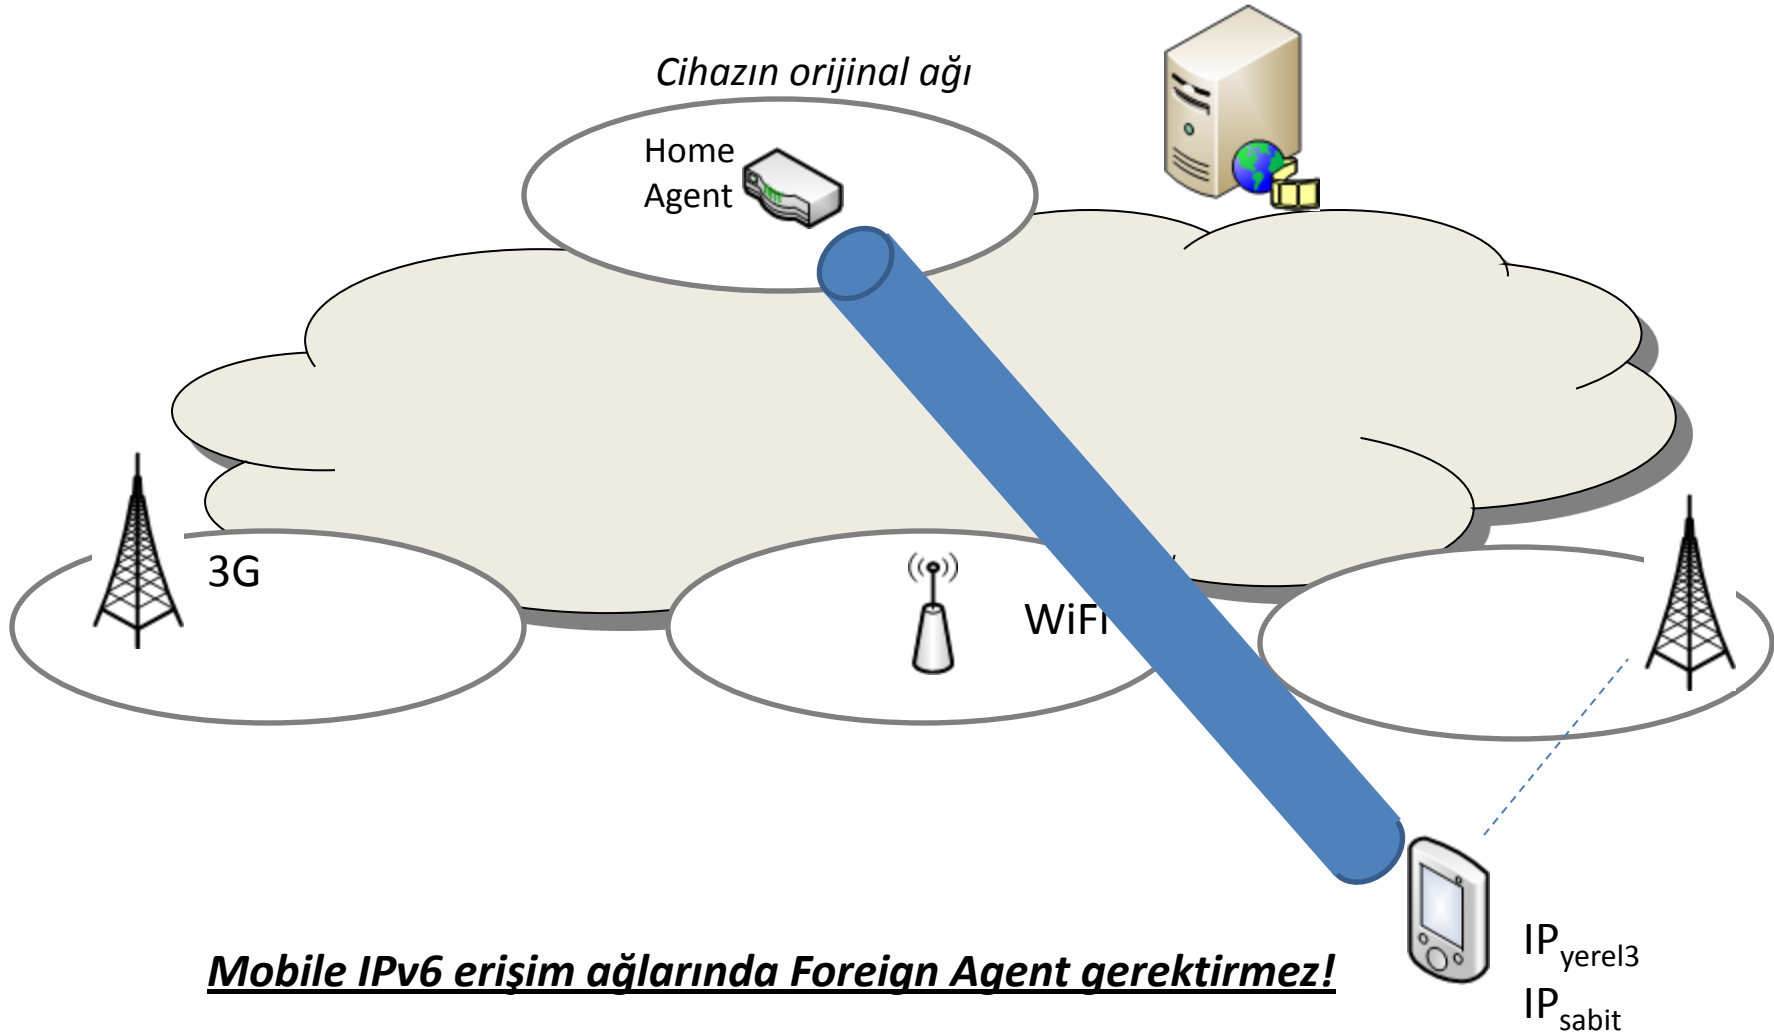 Cihazın orijinal ağı
Home
Agent
3G
WiFi
IPyerel3
IPsabit
Mobile IPv6 erişim ağlarında Foreign Agent gerektirmez!